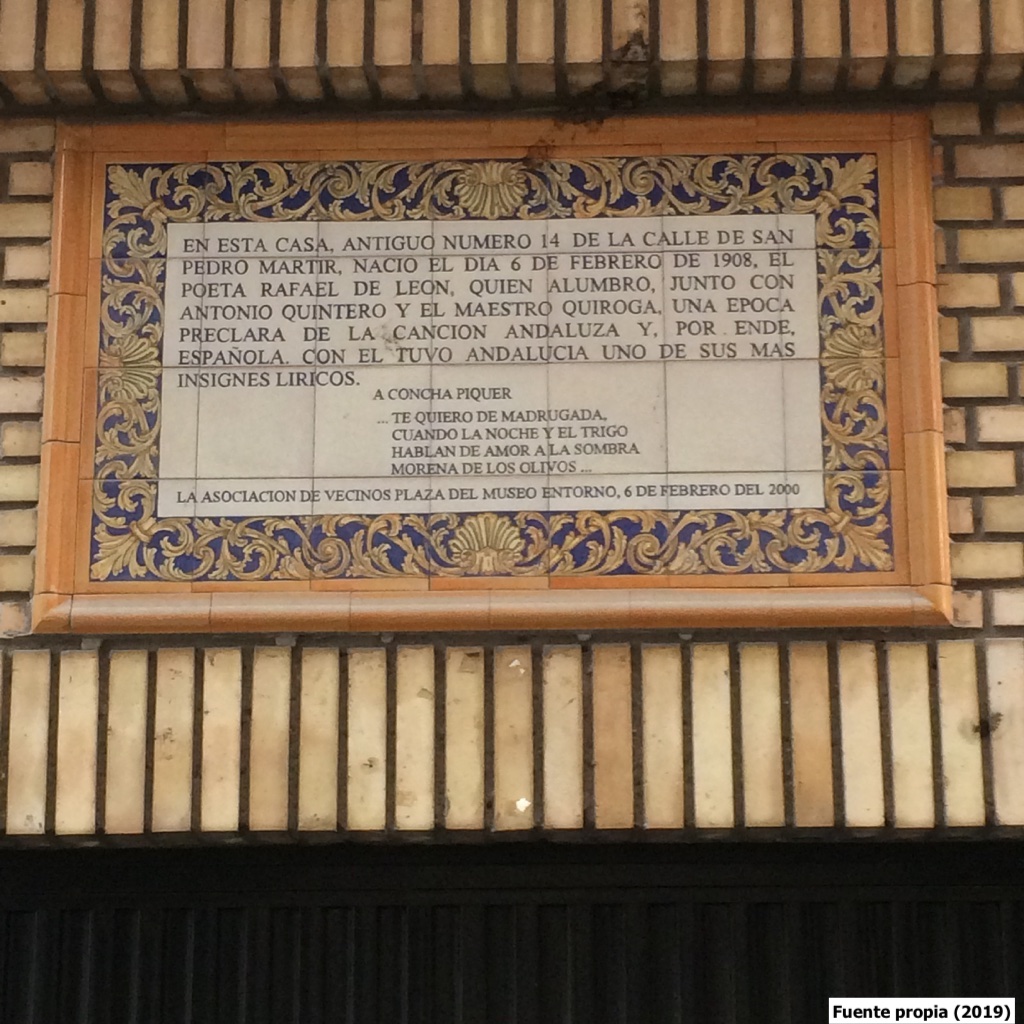 EN ESTA CASA, ANTIGUO NUMERO 14 DE LA CALLE DE SAN
PEDRO MARTIR, NACIO EL DIA 6 DE FEBRERO DE 1908, EL
POETA RAFAEL DE LEON, QUIEN ALUMBRO, JUNTO CON
ANTONIO QUINTERO Y EL MAESTRO QUIROGA, UNA EPOCA
PRECLARA DE LA CANCION ANDALUZA Y, POR ENDE,
ESPAÑOLA. CON EL TUVO ANDALUCIA UNO DE SUS MAS
INSIGNES LIRICOS.
A CONCHA PIQUER
... TE QUIERO DE MADRUGADA,
CUANDO LA NOCHE Y EL TRIGO
HABLAN DE AMOR A LA SOMBRA
MORENA DE LOS OLIVOS ...
LA ASOCIACION DE VECINOS PLAZA DEL MUSEO ENTORNO, 6 DE FEBRERO DEL 2000
Fuente propia (2019)